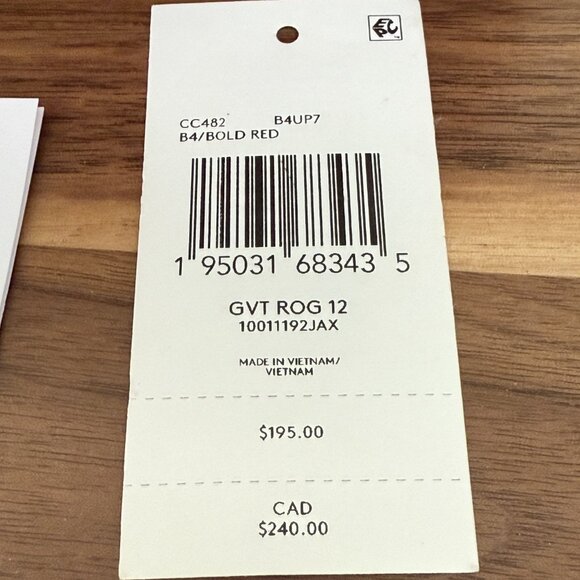 CC482 B4UP7
B4/BOLD RED
1 95031 68343 5
GVT ROG 12
10011192JAX
MADE IN VIETNAM/
VIETNAM
$195.00
CAD
$240.00